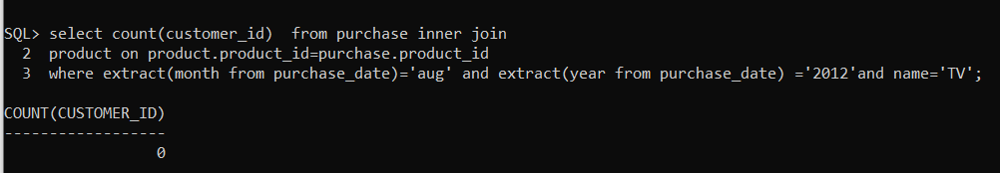 SQL> select count(customer_id)  from purchase inner join
  2  product on product.product_id=purchase.product_id
  3  where extract(month from purchase_date)='aug' and extract(year from purchase_date) ='2012'and name='TV';
COUNT(CUSTOMER_ID)
------------------
                 0